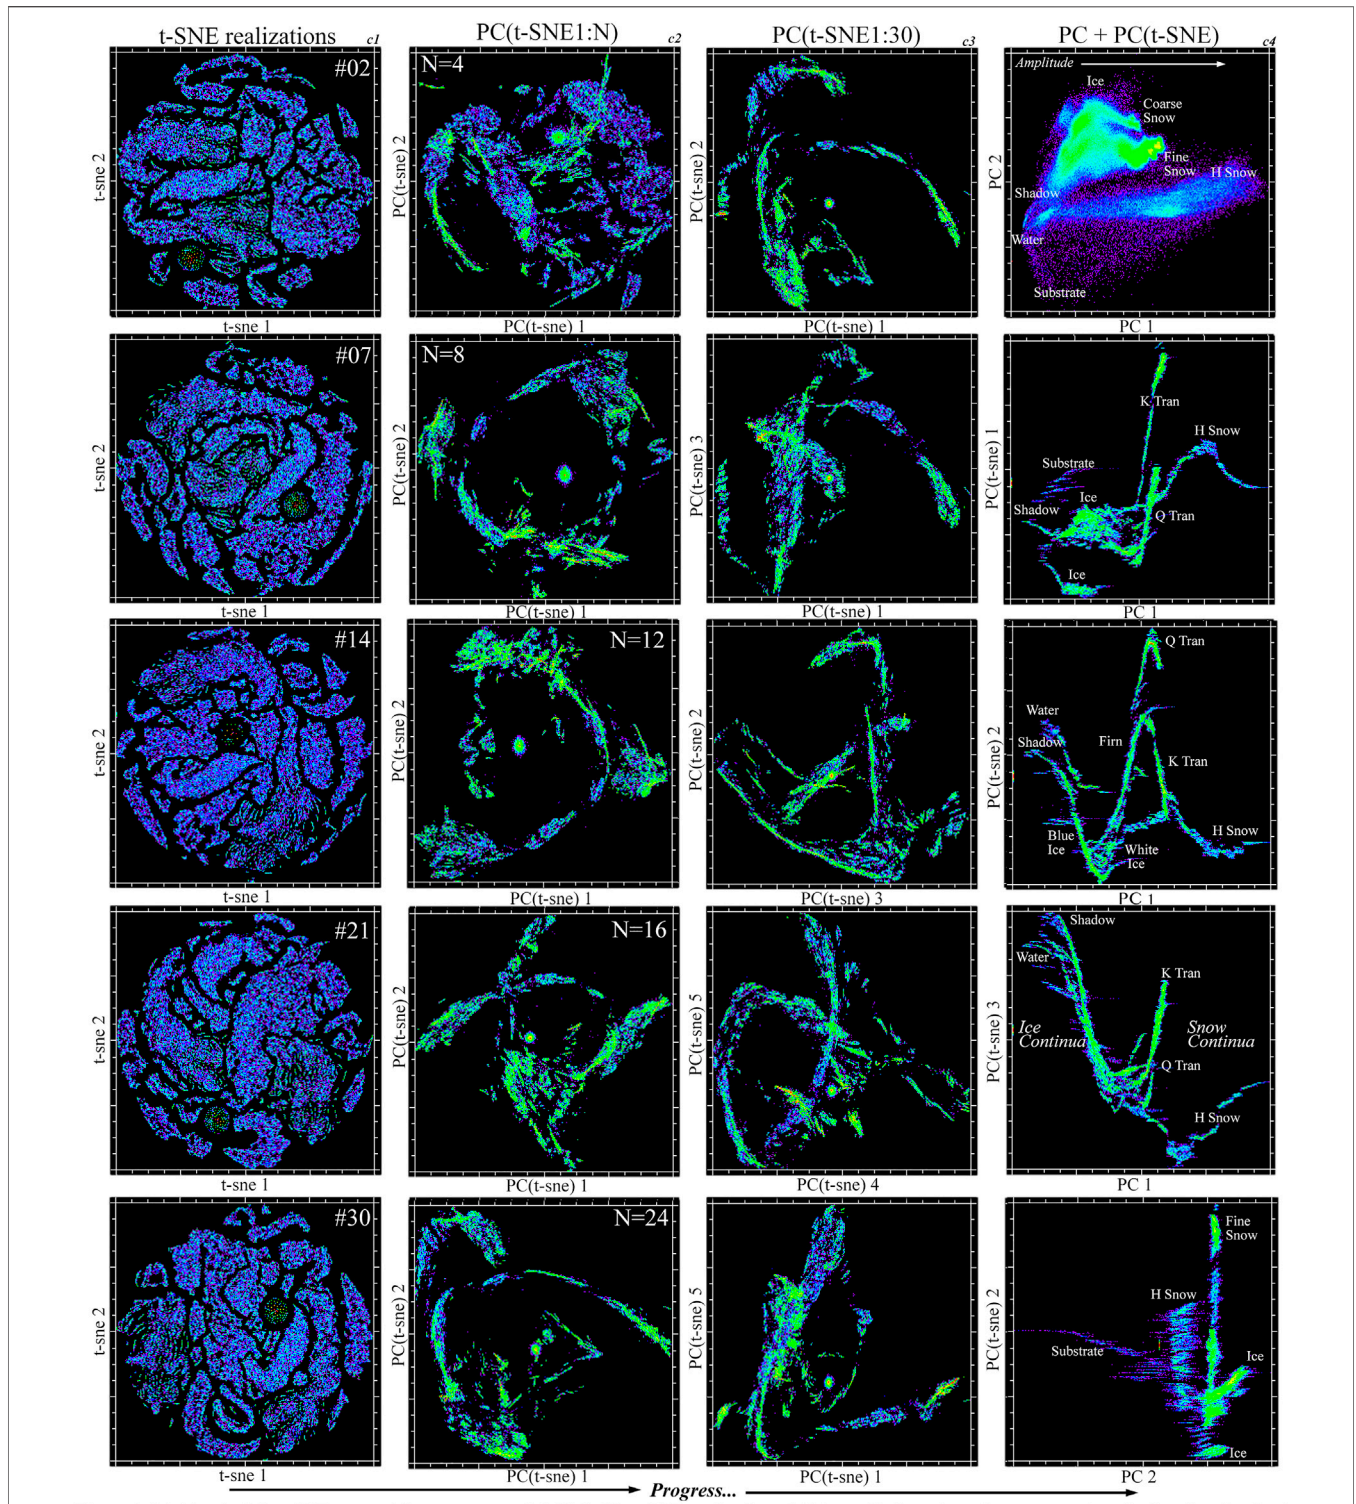 t-SNE realizations c1
PC(t-SNE1:N) c2
PC(t-SNE1:30) c3
PC + PC(t-SNE) c4
#02
t-sne 2
t-sne 1
N=4
PC(t-sne) 2
PC(t-sne) 1
PC(t-sne) 2
PC(t-sne) 1
Amplitude
Ice
Coarse
Snow
Fine
Snow
H Snow
Shadow
Water
Substrate
PC 2
PC 1
#07
t-sne 2
t-sne 1
N=8
PC(t-sne) 2
PC(t-sne) 1
PC(t-sne) 3
PC(t-sne) 1
K Tran
H Snow
Substrate
Ice
Shadow
Q Tran
Ice
PC(t-sne) 1
PC 1
#14
t-sne 2
t-sne 1
N=12
PC(t-sne) 2
PC(t-sne) 1
PC(t-sne) 2
PC(t-sne) 3
Q Tran
Water
Shadow
Firn
K Tran
Blue
Ice
White
Ice
H Snow
PC(t-sne) 2
PC 1
#21
t-sne 2
t-sne 1
N=16
PC(t-sne) 2
PC(t-sne) 1
PC(t-sne) 5
PC(t-sne) 4
Shadow
Water
K Tran
Ice
Continua
Snow
Continua
Q Tran
H Snow
PC(t-sne) 3
PC 1
#30
t-sne 2
t-sne 1
N=24
PC(t-sne) 2
PC(t-sne) 1
PC(t-sne) 5
PC(t-sne) 1
Fine
Snow
H Snow
Substrate
Ice
Ice
PC(t-sne) 2
PC 2
Progress...